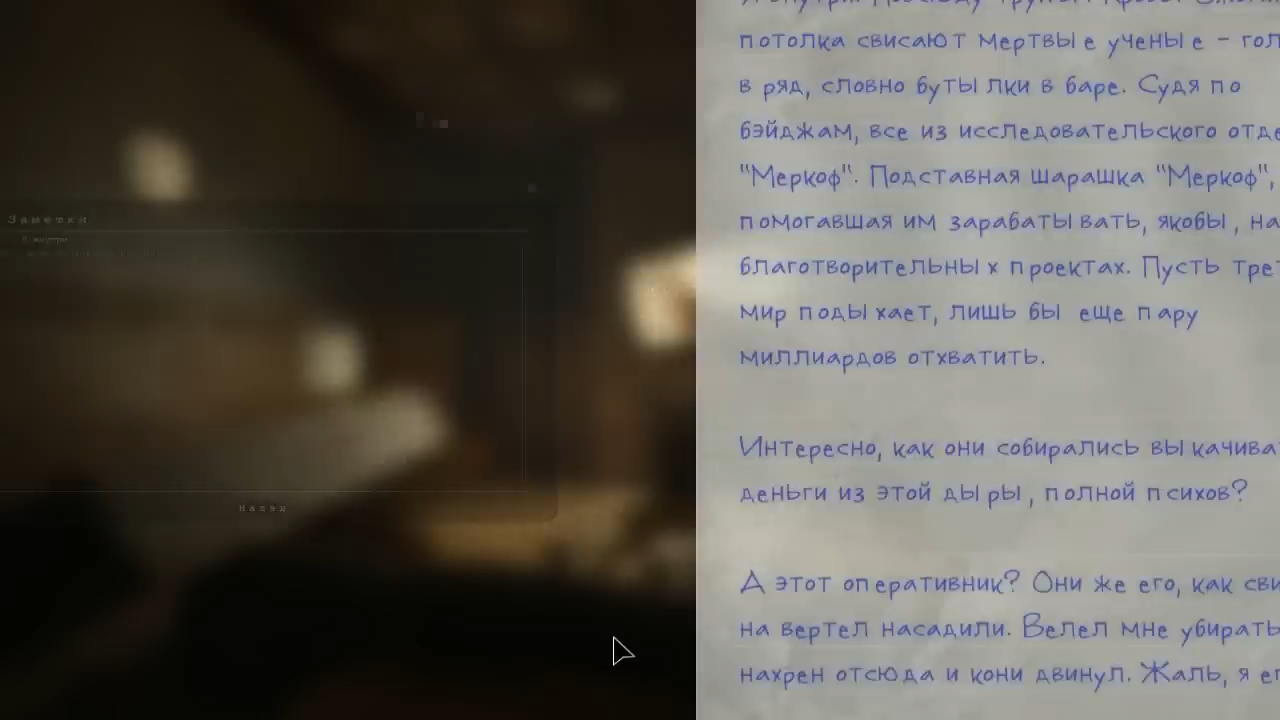 Заметки
Я внутри
назад
потолка свисают мертвые ученые -
в ряд, словно бутылки в баре. Судя по
бэйджам, все из исследовательского
"Меркоф". Подставная шарашка "Меркоф",
помогавшая им зарабатывать, якобы, на
благотворительных проектах. Пусть
мир подыхает, лишь бы еще пару
миллиардов отхватить.
Интересно, как они собирались
деньги из этой дыры, полной психов?
А этот оперативник? Они же его, как
на вертел насадили. Велел мне убирать
нахрен отсюда и кони двинул. Жаль, я